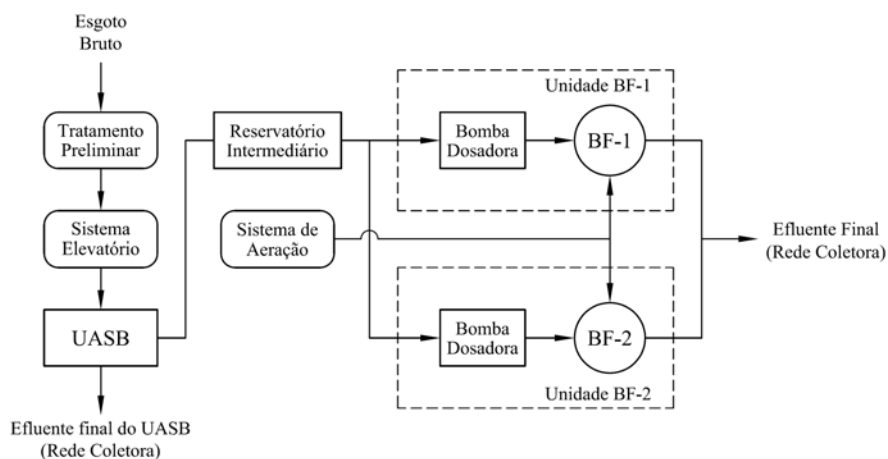 Esgoto
Bruto
Tratamento
Preliminar
Sistema
Elevatório
UASB
Efluente final do UASB
(Rede Coletora)
Reservatório
Intermediário
Sistema de
Aeração
Unidade BF-1
Bomba
Dosadora
BF-1
Bomba
Dosadora
BF-2
Unidade BF-2
Efluente Final
(Rede Coletora)